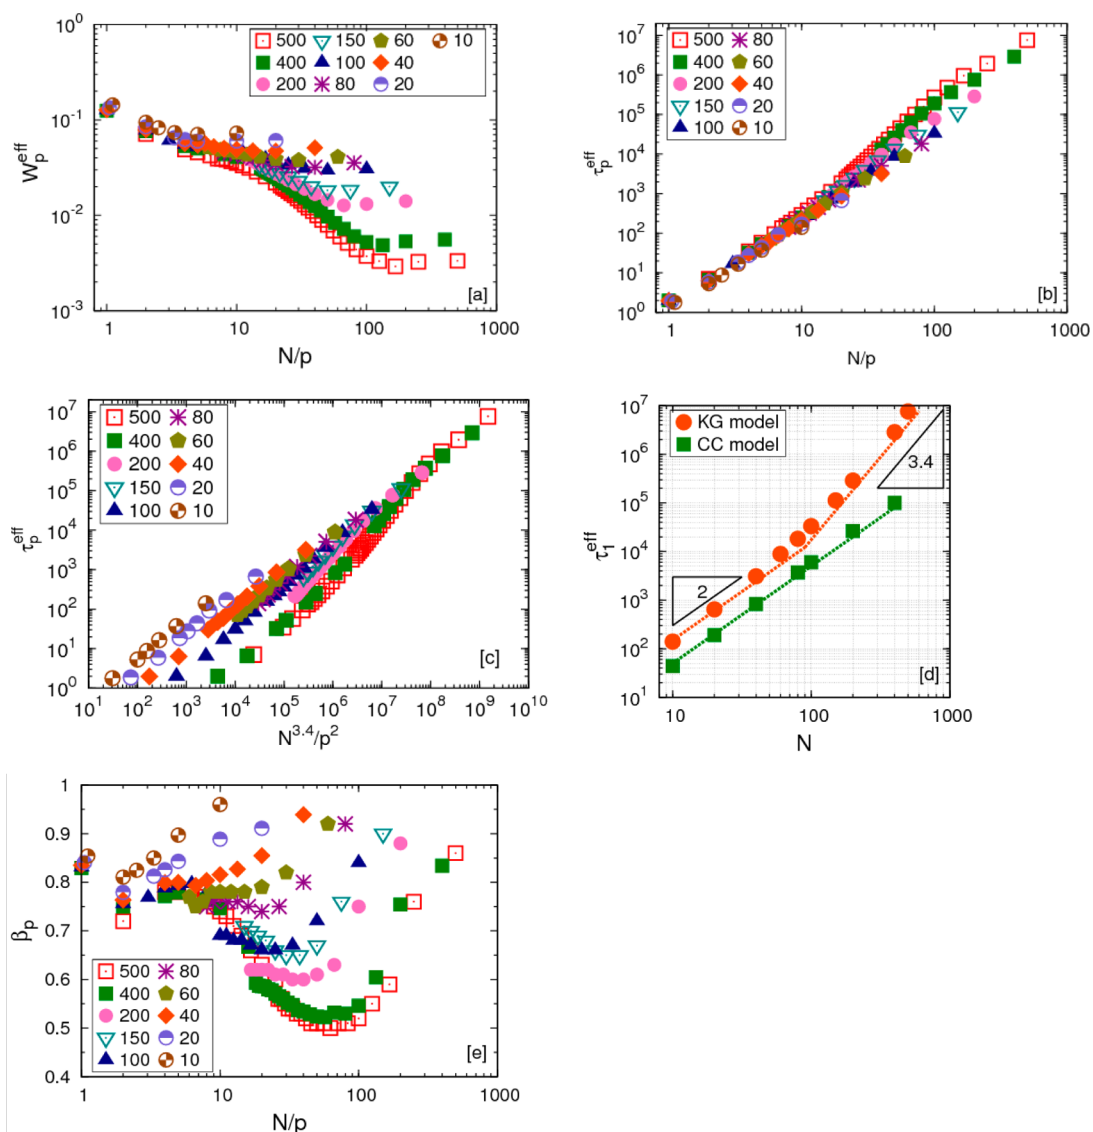 10^0
10^-1
10^-2
10^-3
W_p^eff
500 150 60 10
400 100 40
200 80 20
[a]
1 10 100 1000
N/p
10^7
10^6
10^5
10^4
10^3
10^2
10^1
10^0
τ_p^eff
500 80
400 60
200 40
150 20
100 10
[b]
1 10 100 1000
N/p
10^7
10^6
10^5
10^4
10^3
10^2
10^1
10^0
τ_p^eff
500 80
400 60
200 40
150 20
100 10
[c]
10^1 10^2 10^3 10^4 10^5 10^6 10^7 10^8 10^9 10^10
N^3.4/p^2
10^7
10^6
10^5
10^4
10^3
10^2
10^1
τ_1^eff
KG model
CC model
3.4
2
[d]
10 100 1000
N
1
0.9
0.8
0.7
0.6
0.5
0.4
β_p
500 80
400 60
200 40
150 20
100 10
[e]
1 10 100 1000
N/p